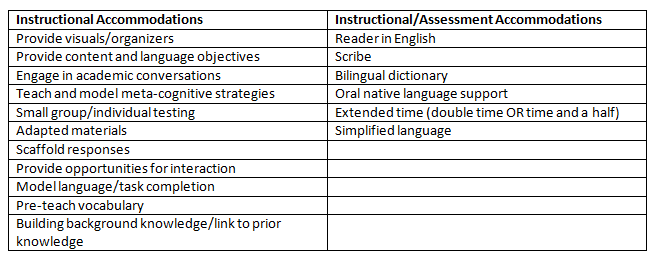 Instructional Accommodations
Instructional/Assessment Accommodations
Provide visuals/organizers
Reader in English
Provide content and language objectives
Scribe
Engage in academic conversations
Bilingual dictionary
Teach and model meta-cognitive strategies
Oral native language support
Small group/individual testing
Extended time (double time OR time and a half)
Adapted materials
Simplified language
Scaffold responses
Provide opportunities for interaction
Model language/task completion
Pre-teach vocabulary
Building background knowledge/link to prior
knowledge